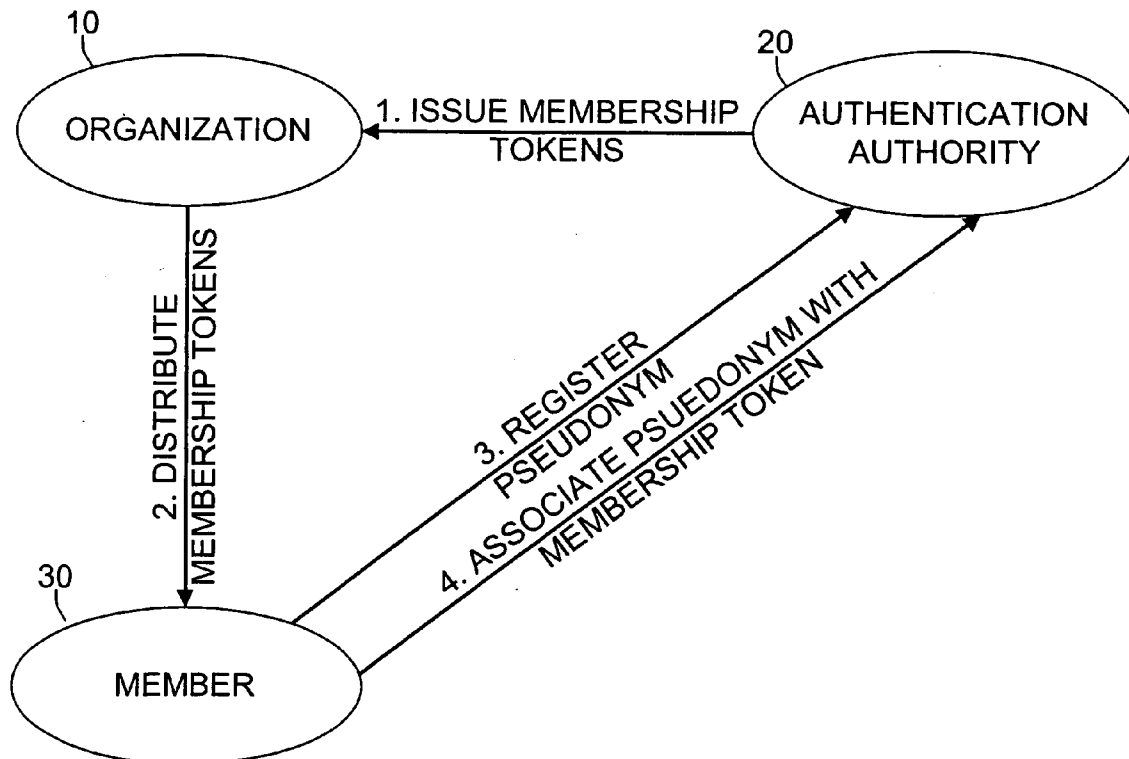 10
20
ORGANIZATION
1. ISSUE MEMBERSHIP
TOKENS
AUTHENTICATION
AUTHORITY
2. DISTRIBUTE
MEMBERSHIP TOKENS
3. REGISTER
PSEUDONYM
4. ASSOCIATE PSUEDONYM WITH
MEMBERSHIP TOKEN
30
MEMBER